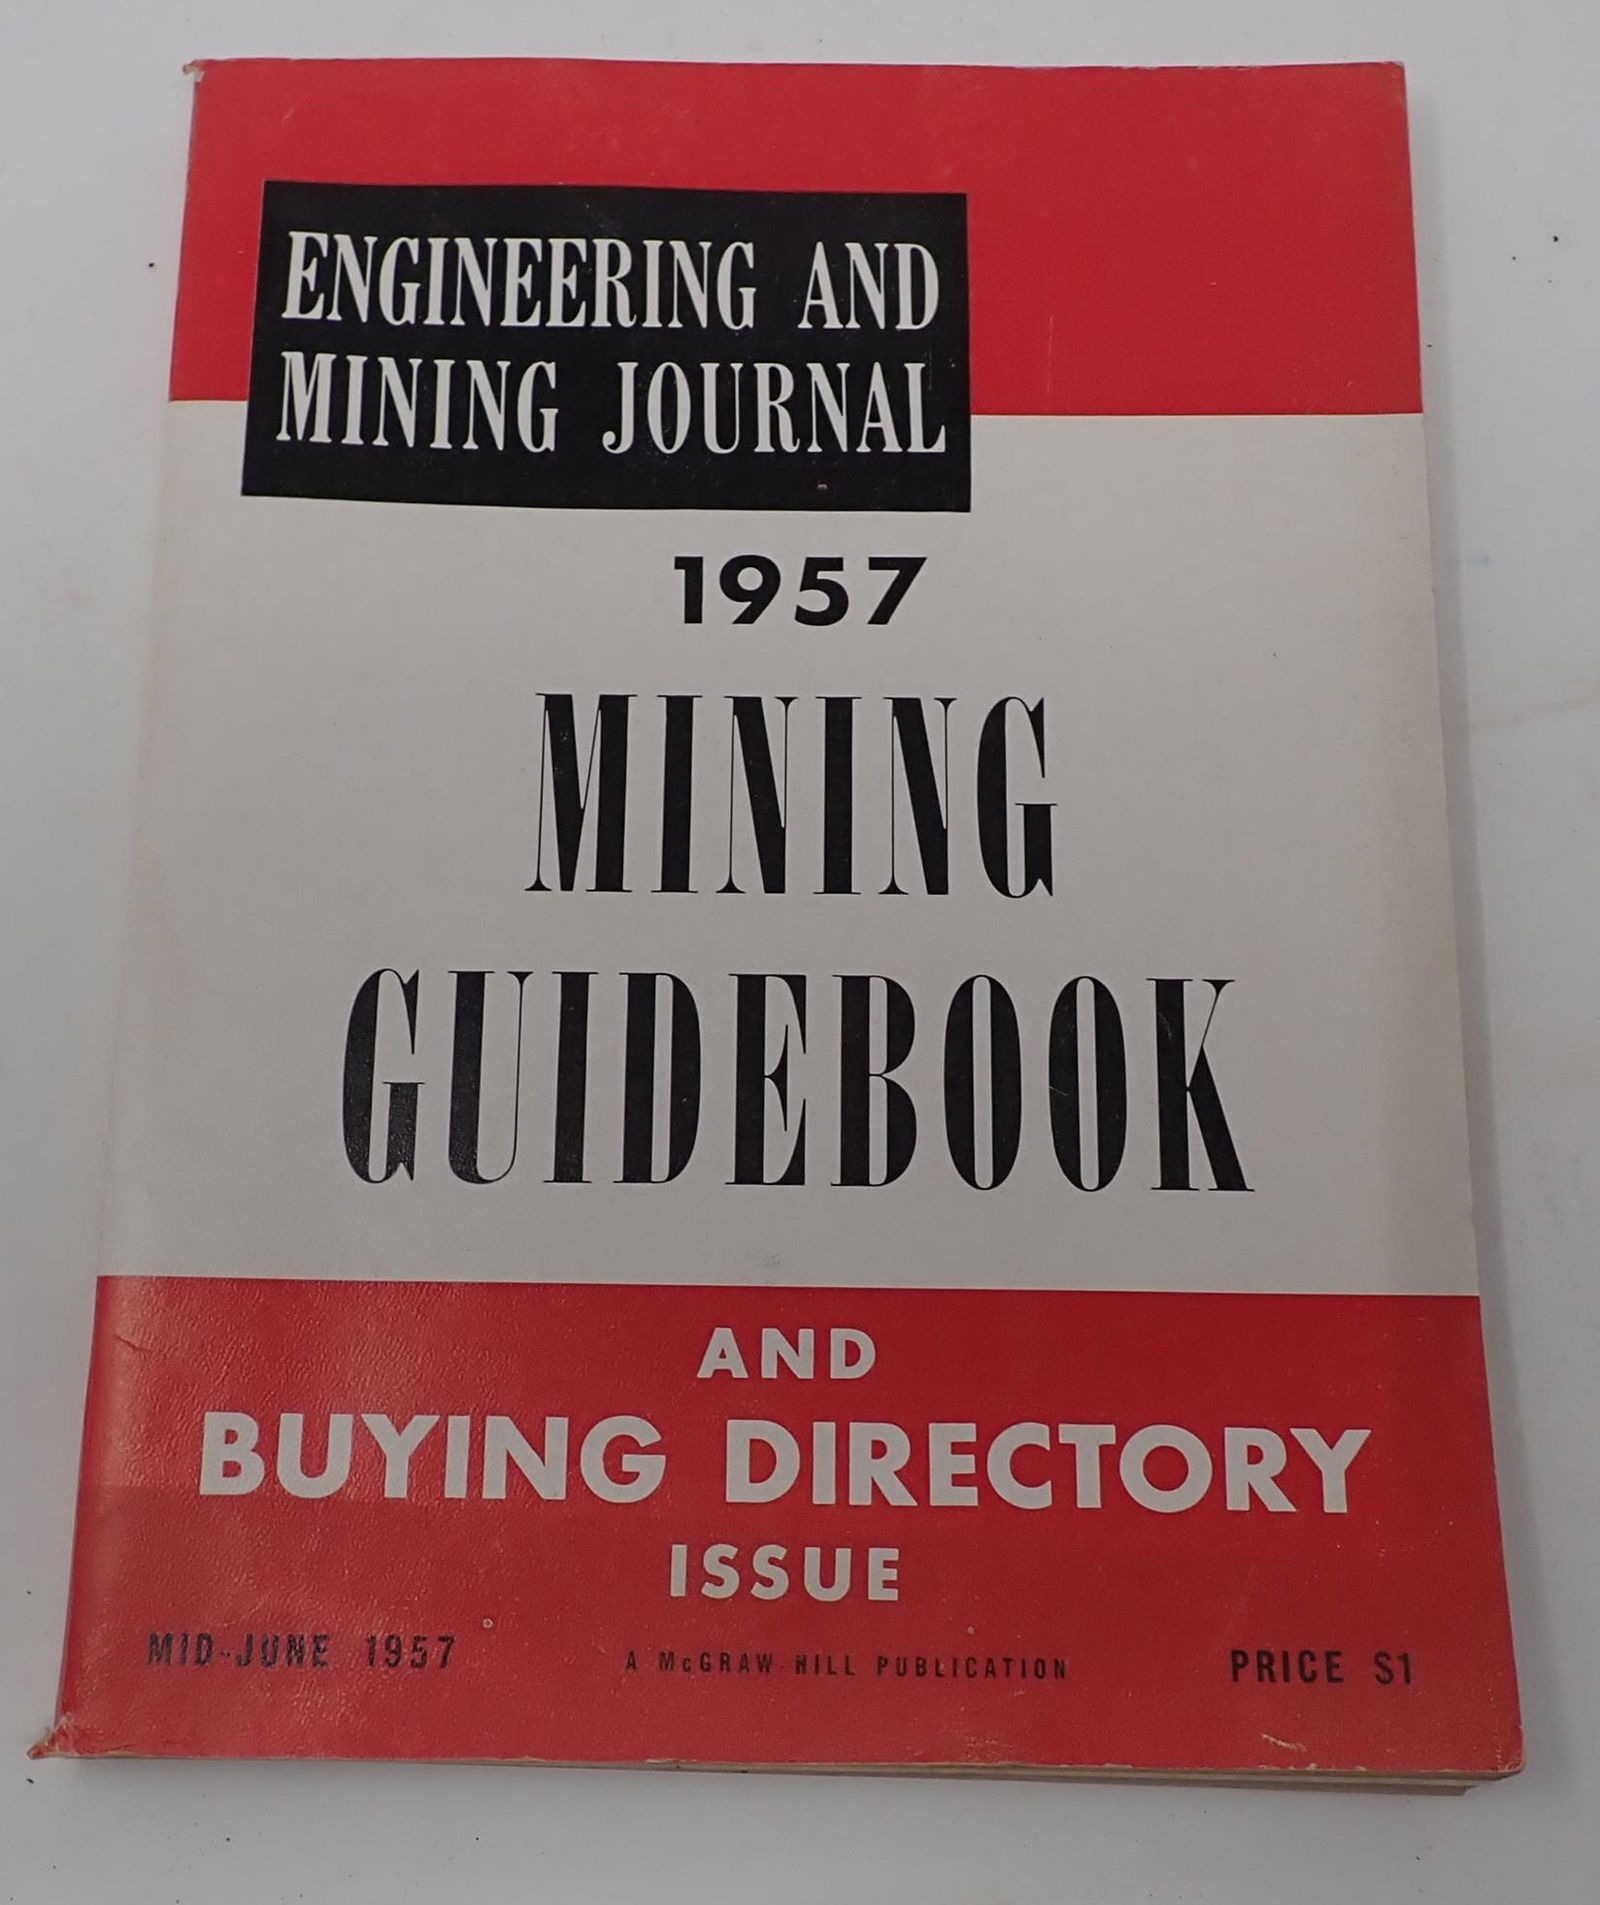 ENGINEERING AND
MINING JOURNAL
1957
MINING
GUIDEBOOK
AND
BUYING DIRECTORY
ISSUE
MID-JUNE 1957 A McGRAW-HILL PUBLICATION PRICE $1